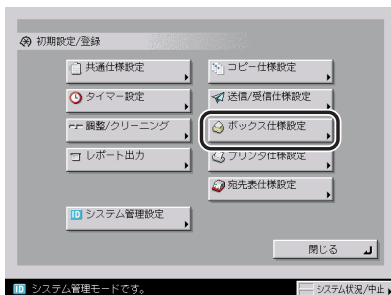 初期設定/登録
共通仕様設定
コピー仕様設定
タイマー設定
送信/受信仕様設定
調整/クリーニング
ボックス仕様設定
レポート出力
プリンタ仕様設定
宛先表仕様設定
ID システム管理設定
閉じる
ID システム管理モードです。
システム状況/中止